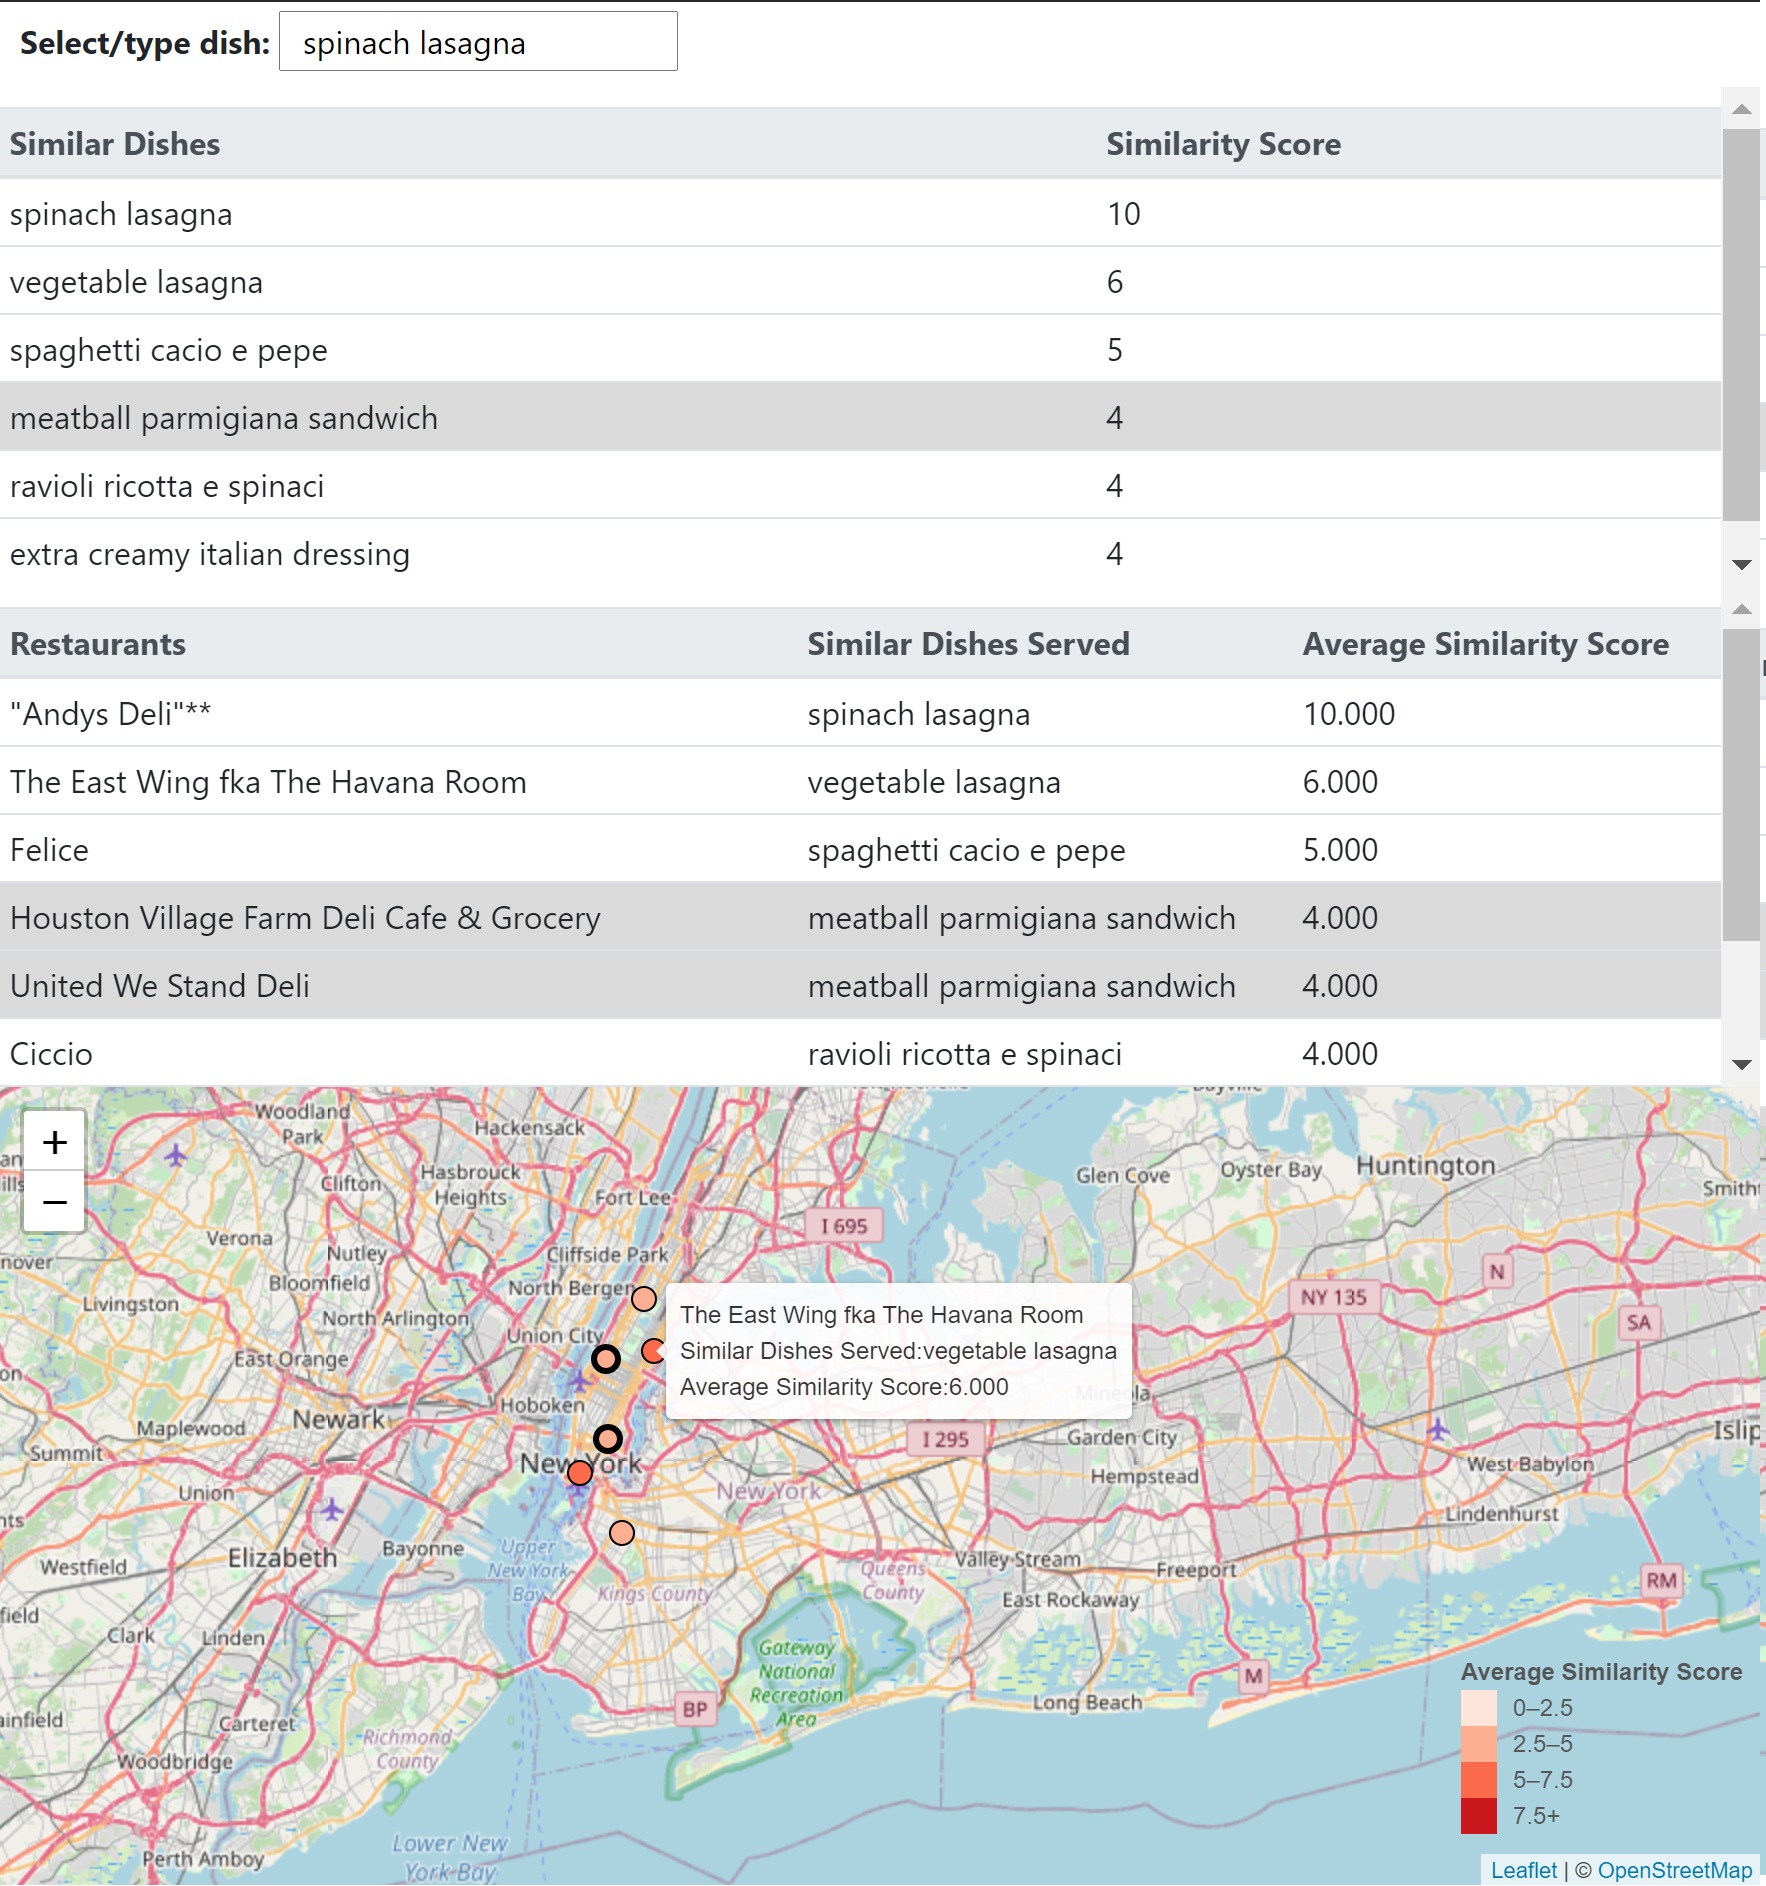 Select/type dish: spinach lasagna
Similar Dishes Similarity Score
spinach lasagna 10
vegetable lasagna 6
spaghetti cacio e pepe 5
meatball parmigiana sandwich 4
ravioli ricotta e spinaci 4
extra creamy italian dressing 4
Restaurants Similar Dishes Served Average Similarity Score
"Andys Deli"** spinach lasagna 10.000
The East Wing fka The Havana Room vegetable lasagna 6.000
Felice spaghetti cacio e pepe 5.000
Houston Village Farm Deli Cafe & Grocery meatball parmigiana sandwich 4.000
United We Stand Deli meatball parmigiana sandwich 4.000
Ciccio ravioli ricotta e spinaci 4.000
+
−
Woodland
Park
Hackensack
Hasbrouck
Heights
Clifton
Fort Lee
Glen Cove
Oyster Bay
Huntington
I 695
Verona
Nutley
Cliffside Park
Bloomfield
North Bergen
Livingston
North Arlington
Union City
East Orange
N
NY 135
SA
The East Wing fka The Havana Room
Similar Dishes Served:vegetable lasagna
Average Similarity Score:6.000
Mineola
Hoboken
Newark
Maplewood
Summit
New York
Union
New York
I 295
Garden City
Hempstead
West Babylon
Islip
Lindenhurst
Westfield
Elizabeth
Bayonne
Upper
New York
Bay
Kings County
Queens
County
Valley Stream
Freeport
East Rockaway
RM
field
Clark
Linden
Gateway
National
Recreation
Area
BP
M
Long Beach
ainfield
Carteret
Richmond
County
Woodbridge
Perth Amboy
Lower New
York Bay
Average Similarity Score
0–2.5
2.5–5
5–7.5
7.5+
Leaflet | © OpenStreetMap